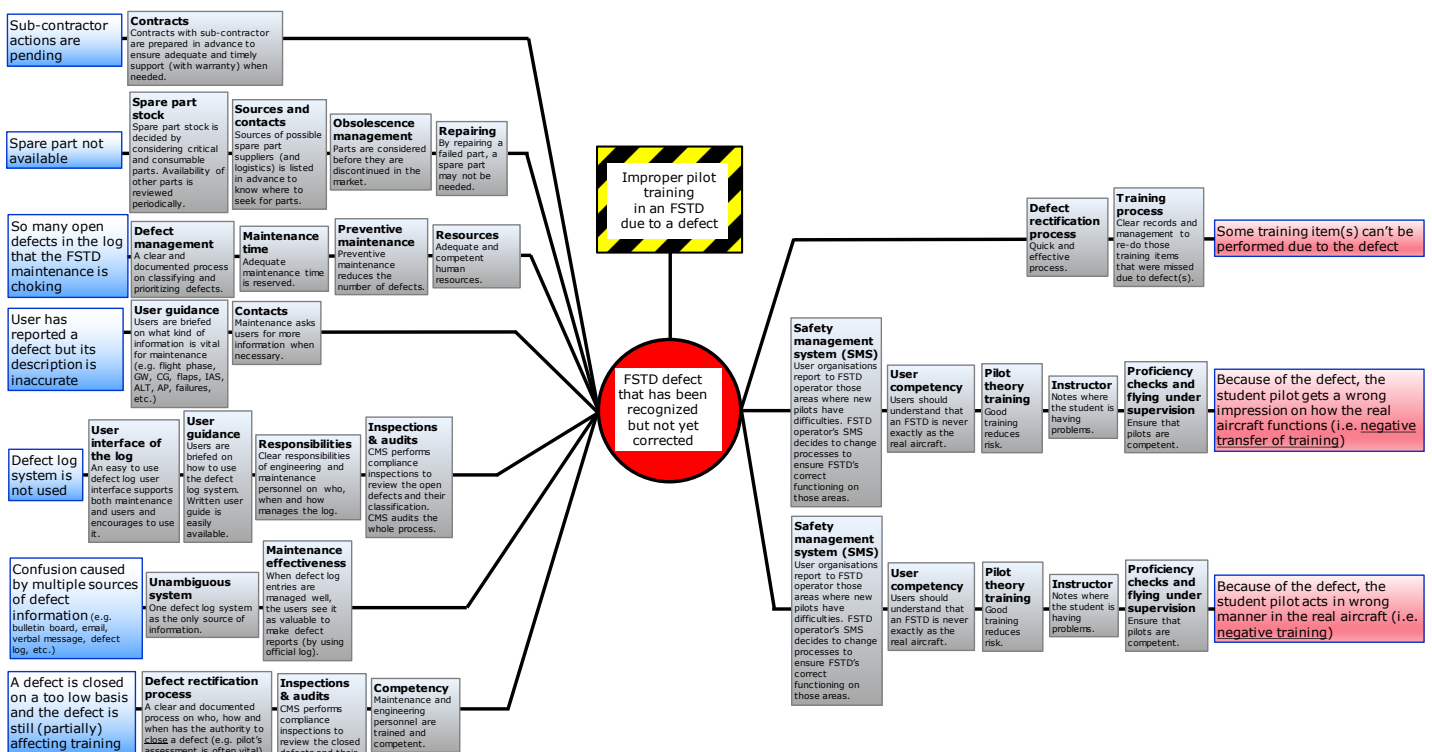 Sub-contractor
actions are
pending
Contracts
Contracts with sub-contractor
are prepared in advance to
ensure adequate and timely
support (with warranty) when
needed.
Spare part not
available
Spare part
stock
Spare part stock is
decided by
considering critical
and consumable
parts. Availability of
other parts is
reviewed
periodically.
Sources and
contacts
Sources of possible
spare part
suppliers (and
logistics) is listed
in advance to
know where to
seek for parts.
Obsolescence
management
Parts are considered
before they are
discontinued in the
market.
Repairing
By repairing a
failed part, a
spare part
may not be
needed.
So many open
defects in the log
that the FSTD
maintenance is
choking
Defect
management
A clear and
documented process
on classifying and
prioritizing defects.
Maintenance
time
Adequate
maintenance time
is reserved.
Preventive
maintenance
Preventive
maintenance
reduces the
number of defects.
Resources
Adequate and
competent
human
resources.
User has
reported a
defect but its
description is
inaccurate
User guidance
Users are briefed
on what kind of
information is vital
for maintenance
(e.g. flight phase,
GW, CG, flaps, IAS,
ALT, AP, failures,
etc.)
Contacts
Maintenance asks
users for more
information when
necessary.
Defect log
system is
not used
User
interface of
the log
An easy to use
defect log user
interface supports
both maintenance
and users and
encourages to use
it.
User
guidance
Users are
briefed on
how to use
the defect
log system.
Written user
guide is
easily
available.
Responsibilities
Clear responsibilities
of engineering and
maintenance
personnel on who,
when and how
manages the log.
Inspections
& audits
CMS performs
compliance
inspections to
review the open
defects and their
classification.
CMS audits the
whole process.
Confusion caused
by multiple sources
of defect
information (e.g.
bulletin board, email,
verbal message, defect
log, etc.)
Unambiguous
system
One defect log system
as the only source of
information.
Maintenance
effectiveness
When defect log
entries are
managed well,
the users see it
as valuable to
make defect
reports (by using
official log).
A defect is closed
on a too low basis
and the defect is
still (partially)
affecting training
Defect rectification
process
A clear and documented
process on who, how and
when has the authority to
close a defect (e.g. pilot's
assessment is often vital)
Inspections
& audits
CMS performs
compliance
inspections to
review the closed
defects and their
Competency
Maintenance and
engineering
personnel are
trained and
competent.
Improper pilot
training
in an FSTD
due to a defect
FSTD defect
that has been
recognized
but not yet
corrected
Defect
rectification
process
Quick and
effective
process.
Training
process
Clear records and
management to
re-do those
training items
that were missed
due to defect(s).
Some training item(s) can't be
performed due to the defect
Safety
management
system (SMS)
User organisations
report to FSTD
operator those
areas where new
pilots have
difficulties. FSTD
operator's SMS
decides to change
processes to
ensure FSTD's
correct
functioning on
those areas.
User
competency
Users should
understand that
an FSTD is never
exactly as the
real aircraft.
Pilot
theory
training
Good
training
reduces
risk.
Instructor
Notes where
the student is
having
problems.
Proficiency
checks and
flying under
supervision
Ensure that
pilots are
competent.
Because of the defect, the
student pilot gets a wrong
impression on how the real
aircraft functions (i.e. negative
transfer of training)
Safety
management
system (SMS)
User organisations
report to FSTD
operator those
areas where new
pilots have
difficulties. FSTD
operator's SMS
decides to change
processes to
ensure FSTD's
correct
functioning on
those areas.
User
competency
Users should
understand that
an FSTD is never
exactly as the
real aircraft.
Pilot
theory
training
Good
training
reduces
risk.
Instructor
Notes where
the student is
having
problems.
Proficiency
checks and
flying under
supervision
Ensure that
pilots are
competent.
Because of the defect, the
student pilot acts in wrong
manner in the real aircraft (i.e.
negative training)